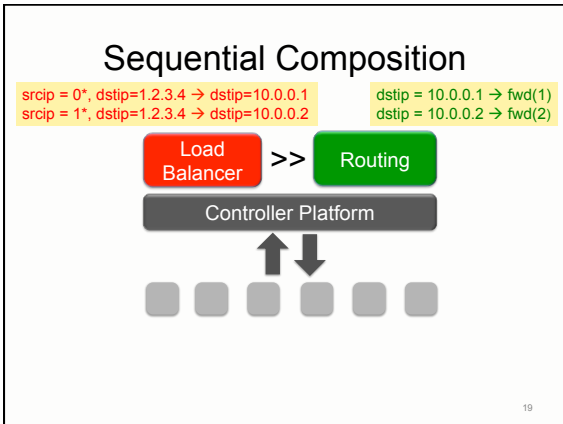 Sequential Composition
srcip = 0*, dstip=1.2.3.4 → dstip=10.0.0.1
srcip = 1*, dstip=1.2.3.4 → dstip=10.0.0.2
dstip = 10.0.0.1 → fwd(1)
dstip = 10.0.0.2 → fwd(2)
Load
Balancer
>>
Routing
Controller Platform
19